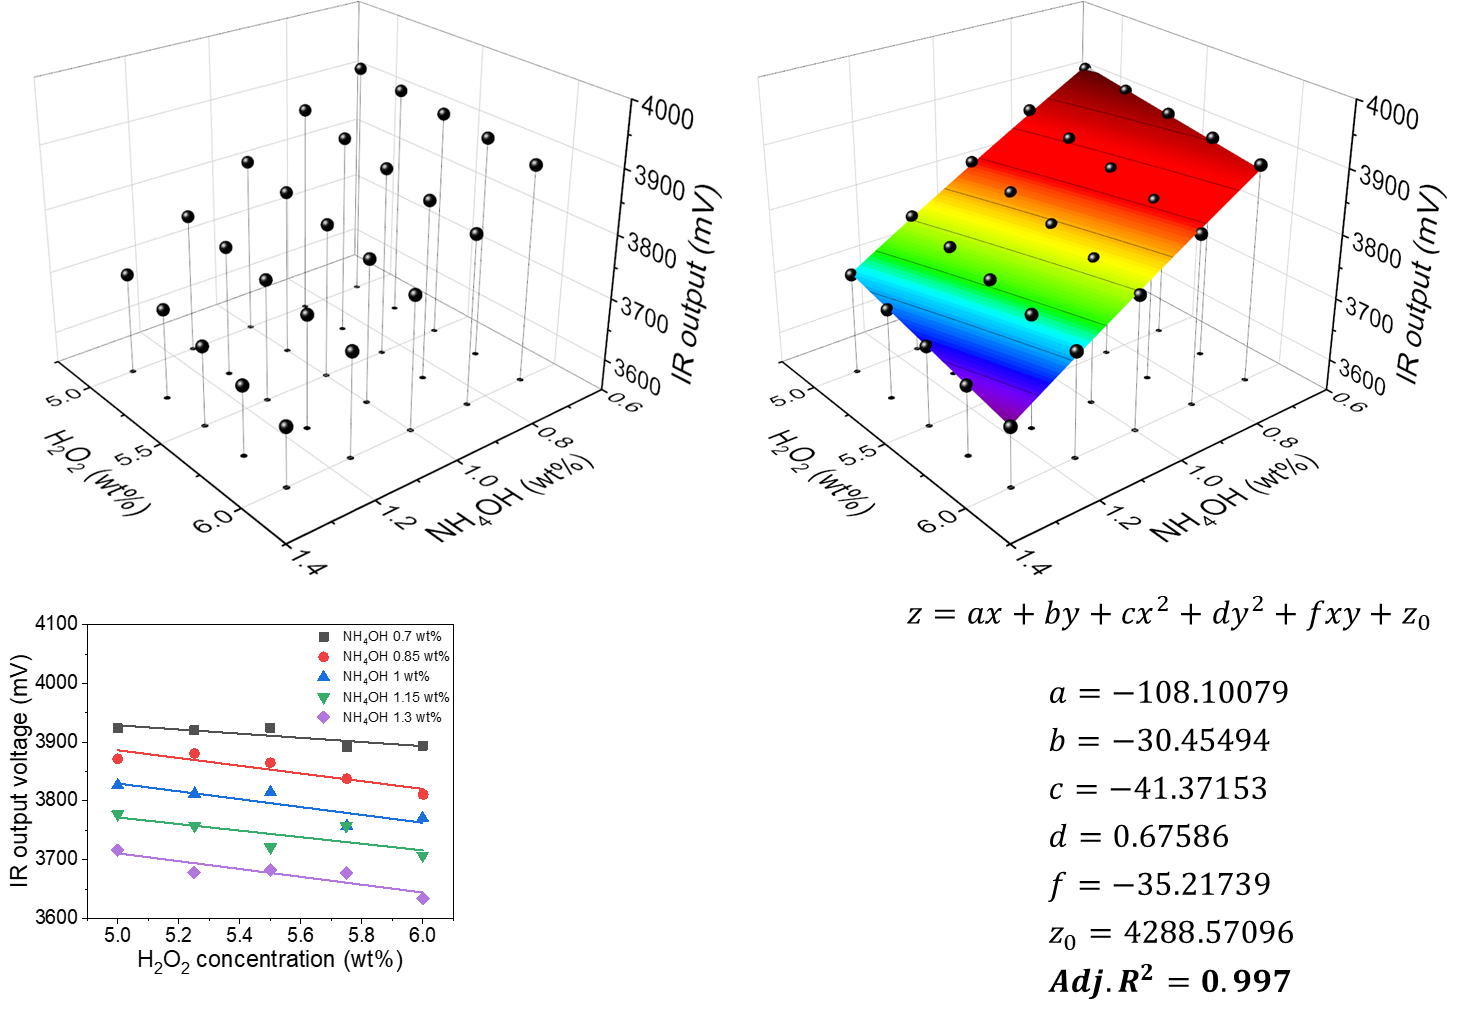 4000
3900
3800
3700
3600
IR output (mV)
5.0
5.5
6.0
H₂O₂ (wt%)
0.6
0.8
1.0
1.2
1.4
NH₄OH (wt%)
4000
3900
3800
3700
3600
IR output (mV)
5.0
5.5
6.0
H₂O₂ (wt%)
0.6
0.8
1.0
1.2
1.4
NH₄OH (wt%)
4100
4000
3900
3800
3700
3600
IR output voltage (mV)
NH₄OH 0.7 wt%
NH₄OH 0.85 wt%
NH₄OH 1 wt%
NH₄OH 1.15 wt%
NH₄OH 1.3 wt%
5.0 5.2 5.4 5.6 5.8 6.0
H₂O₂ concentration (wt%)
z = ax + by + cx² + dy² + fxy + z₀
a = −108.10079
b = −30.45494
c = −41.37153
d = 0.67586
f = −35.21739
z₀ = 4288.57096
Adj. R² = 0.997